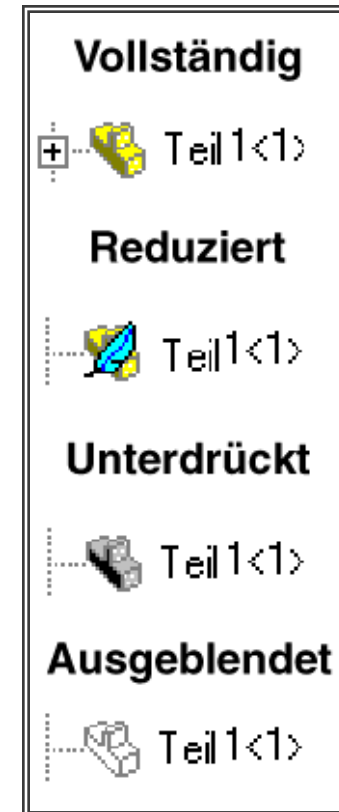 Vollständig
Teil1<1>
Reduziert
Teil1<1>
Unterdrückt
Teil1<1>
Ausgeblendet
Teil1<1>